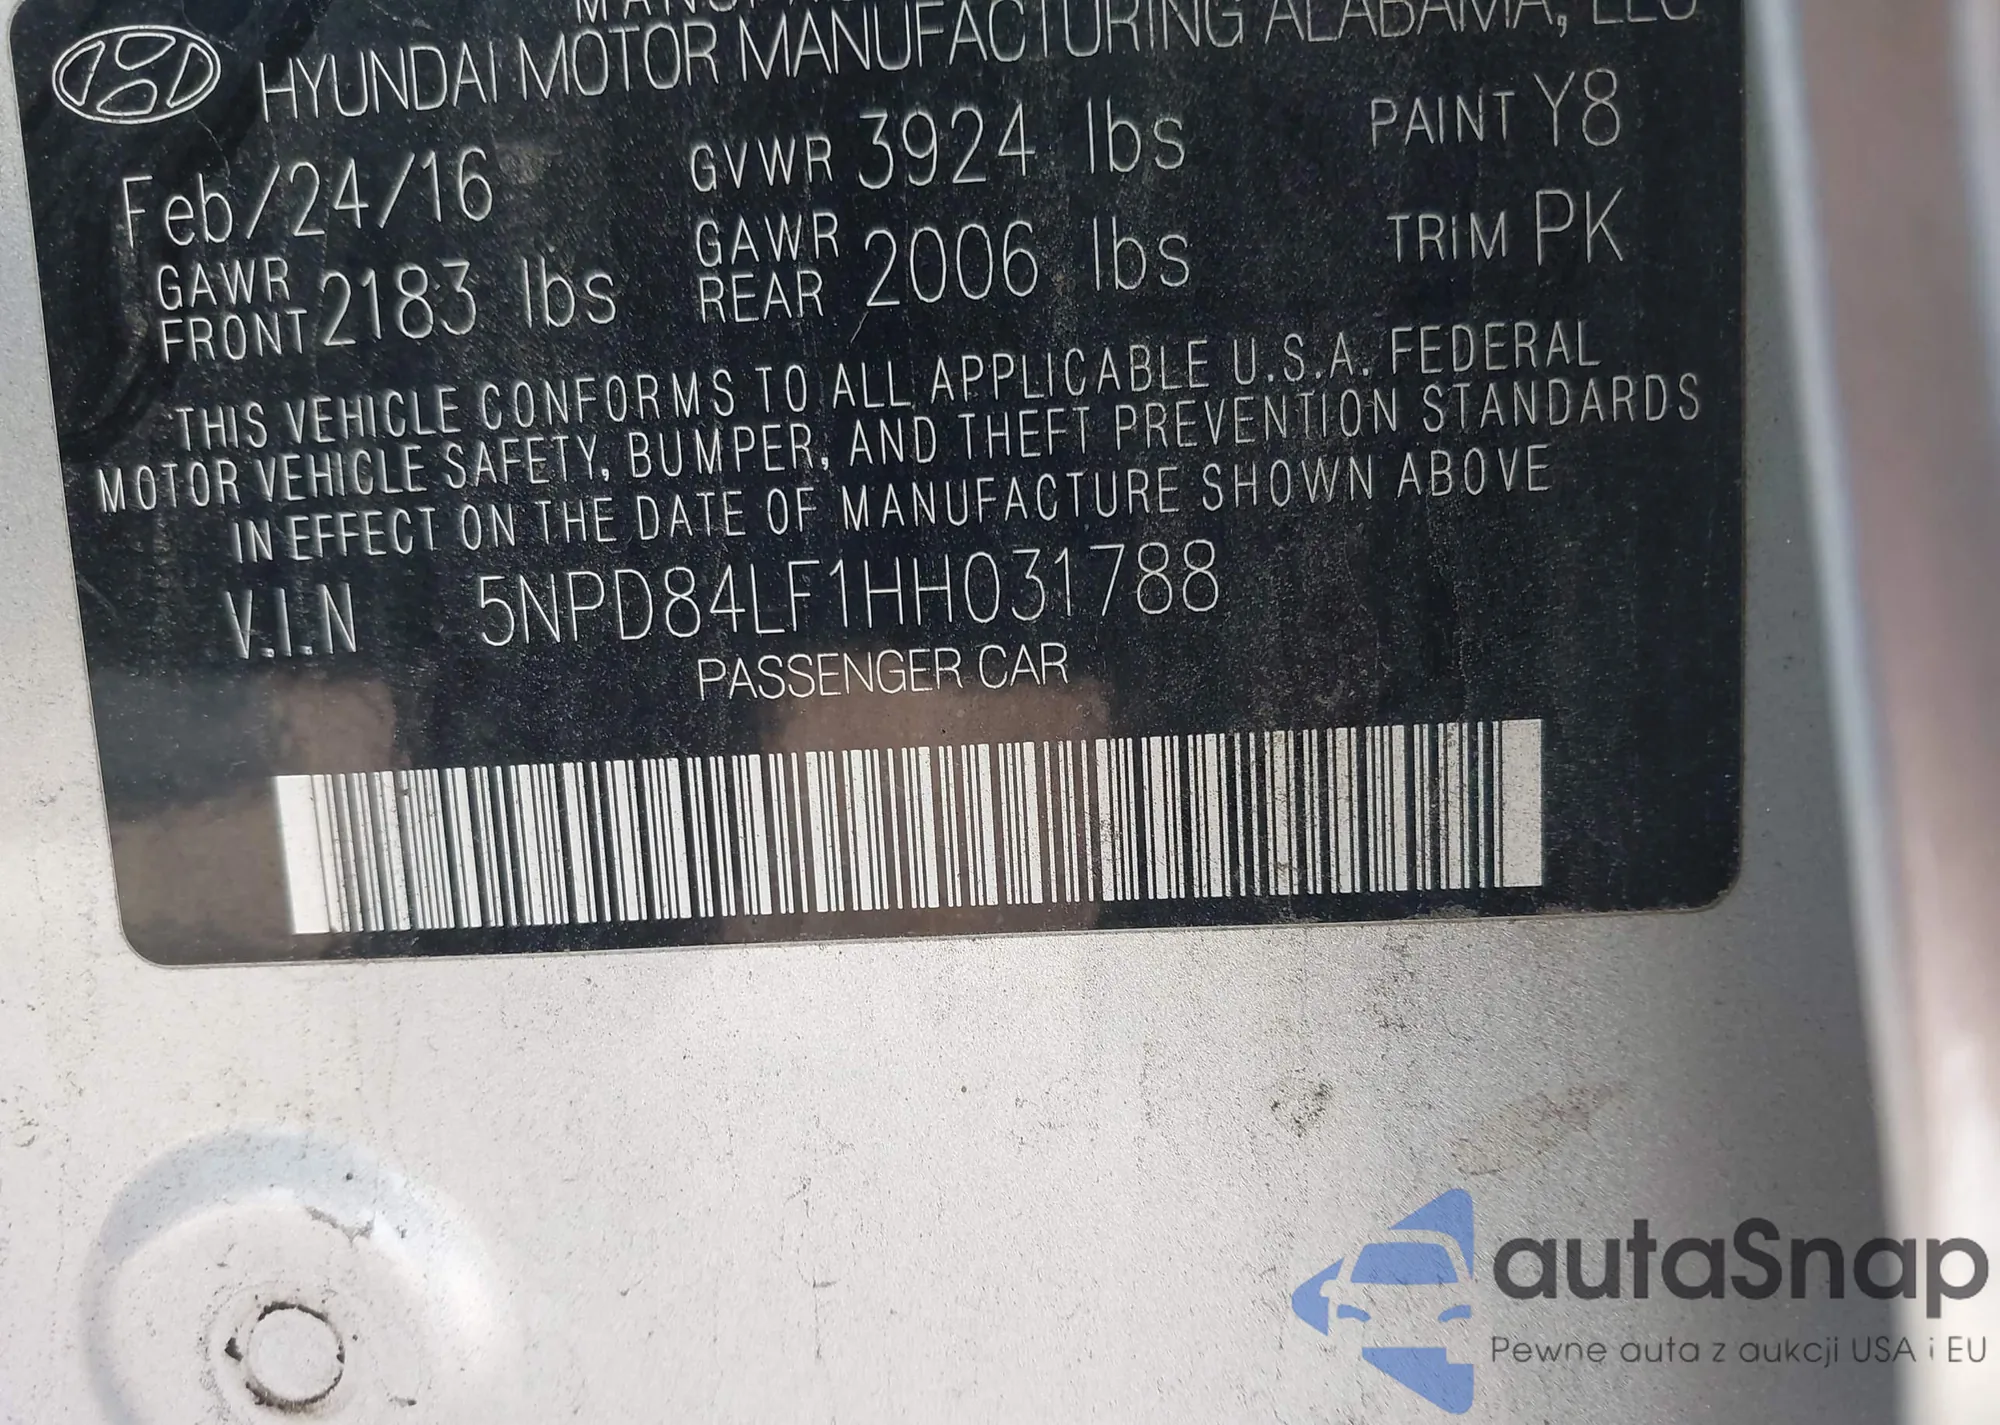 HYUNDAI MOTOR MANUFACTURING ALABAMA, LLC
Feb/24/16 GVWR 3924 lbs PAINT Y8
GAWR FRONT 2183 lbs GAWR REAR 2006 lbs TRIM PK
THIS VEHICLE CONFORMS TO ALL APPLICABLE U.S.A. FEDERAL
MOTOR VEHICLE SAFETY, BUMPER, AND THEFT PREVENTION STANDARDS
IN EFFECT ON THE DATE OF MANUFACTURE SHOWN ABOVE
V.I.N 5NPD84LF1HH031788
PASSENGER CAR
autoSnap
Pewne auta z aukcji USA i EU